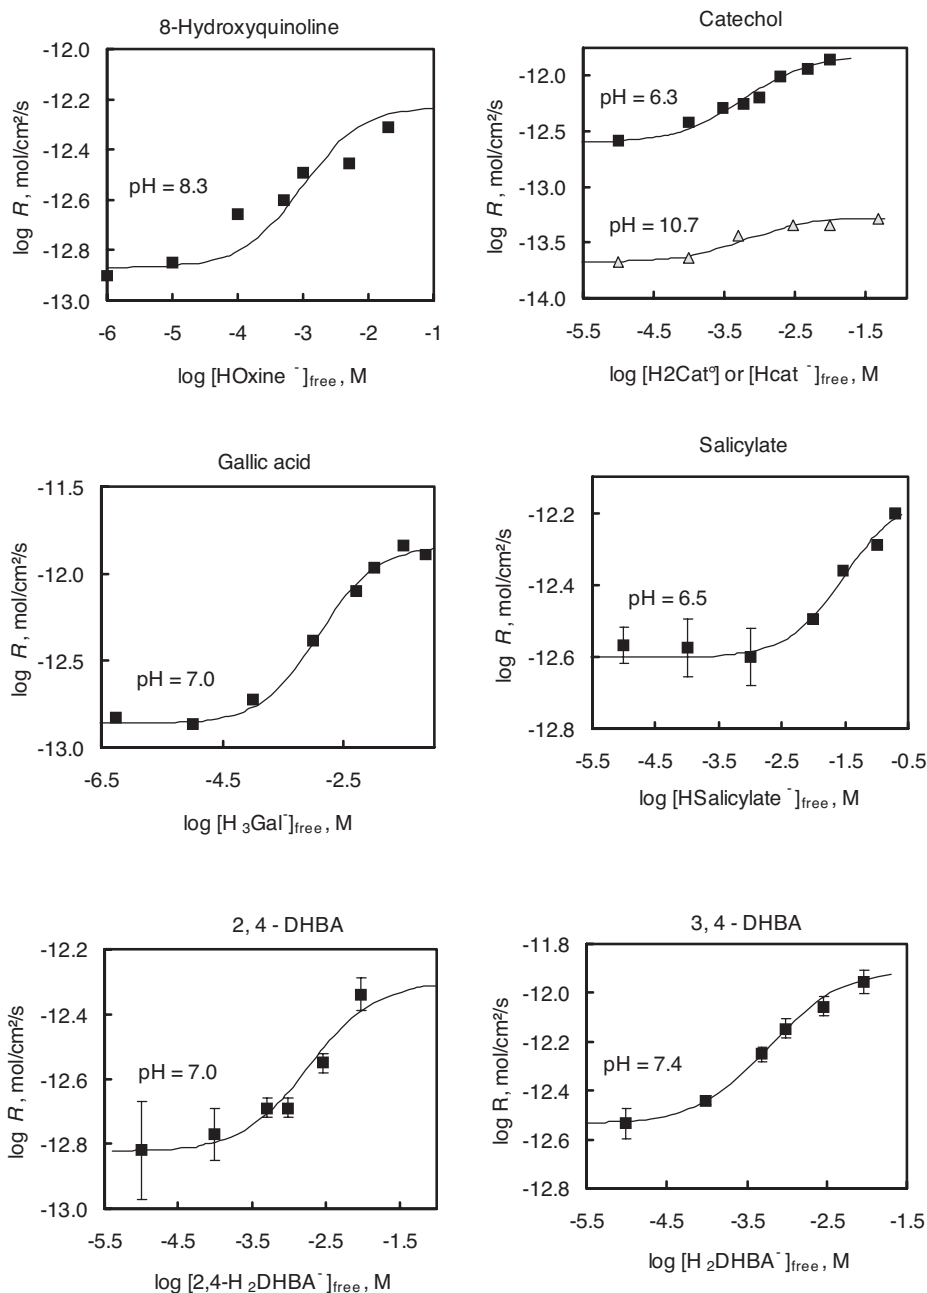 8-Hydroxyquinoline
-12.0
-12.2
-12.4
-12.6
-12.8
-13.0
log R, mol/cm²/s
pH = 8.3
-6 -5 -4 -3 -2 -1
log [HOxine ⁻]free, M
Catechol
-12.0
-12.5
-13.0
-13.5
-14.0
log R, mol/cm²/s
pH = 6.3
pH = 10.7
-5.5 -4.5 -3.5 -2.5 -1.5
log [H2Catº] or [Hcat ⁻]free, M
Gallic acid
-11.5
-12.0
-12.5
-13.0
log R, mol/cm²/s
pH = 7.0
-6.5 -4.5 -2.5
log [H ₃Gal⁻]free, M
Salicylate
-12.2
-12.4
-12.6
-12.8
log R, mol/cm²/s
pH = 6.5
-5.5 -4.5 -3.5 -2.5 -1.5 -0.5
log [HSalicylate ⁻]free, M
2, 4 - DHBA
-12.2
-12.4
-12.6
-12.8
-13.0
log R, mol/cm²/s
pH = 7.0
-5.5 -4.5 -3.5 -2.5 -1.5
log [2,4-H ₂DHBA⁻]free, M
3, 4 - DHBA
-11.8
-12.0
-12.2
-12.4
-12.6
-12.8
log R, mol/cm²/s
pH = 7.4
-5.5 -4.5 -3.5 -2.5 -1.5
log [H ₂DHBA⁻]free, M